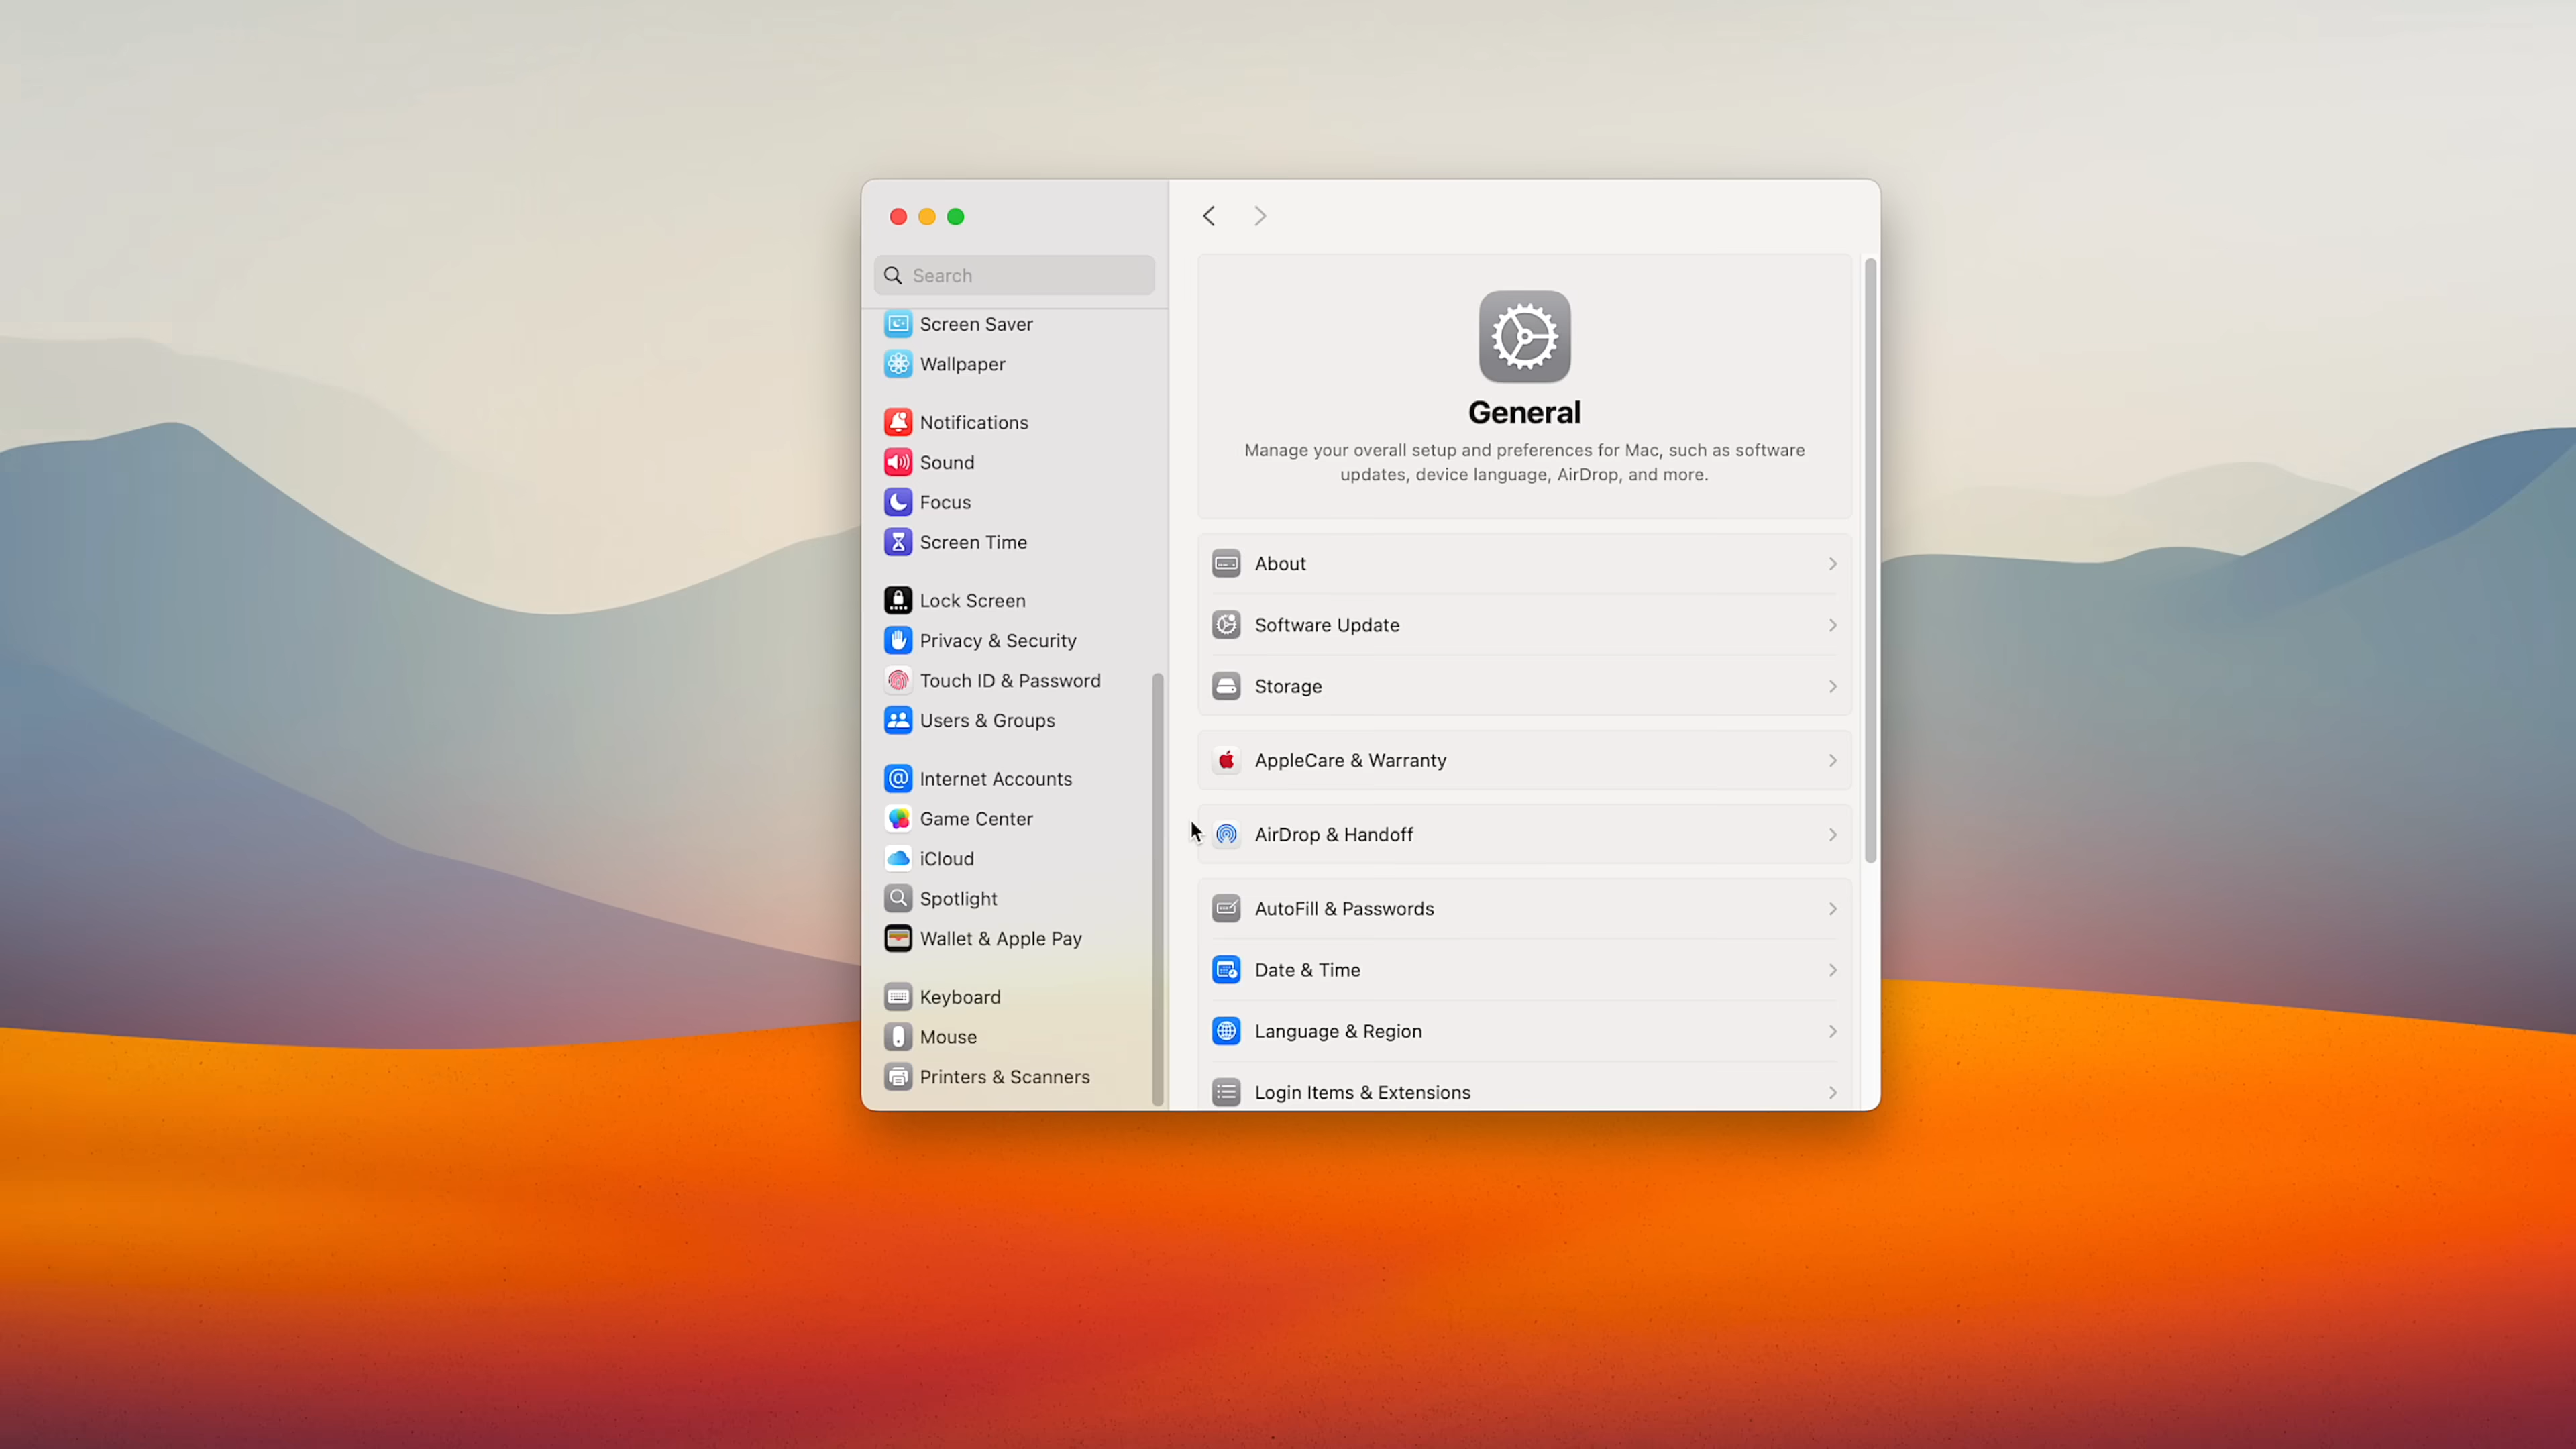 Search
Screen Saver
Wallpaper
Notifications
Sound
Focus
Screen Time
Lock Screen
Privacy & Security
Touch ID & Password
Users & Groups
Internet Accounts
Game Center
iCloud
Spotlight
Wallet & Apple Pay
Keyboard
Mouse
Printers & Scanners
General
Manage your overall setup and preferences for Mac, such as software
updates, device language, AirDrop, and more.
About
Software Update
Storage
AppleCare & Warranty
AirDrop & Handoff
AutoFill & Passwords
Date & Time
Language & Region
Login Items & Extensions